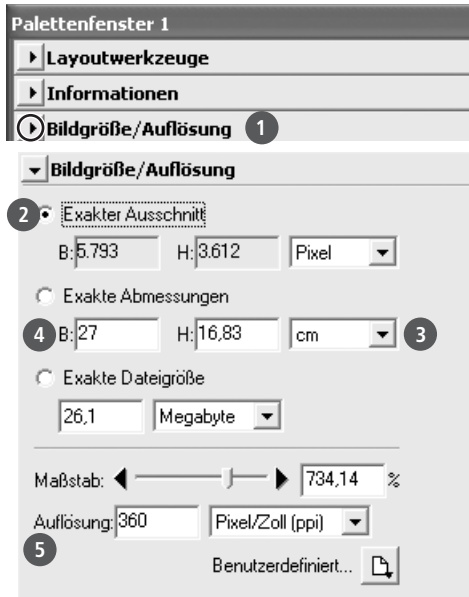 Palettenfenster 1
Layoutwerkzeuge
Informationen
Bildgröße/Auflösung 1
Bildgröße/Auflösung
2 Exakter Ausschnitt
B: 5.793 H: 3.612 Pixel
Exakte Abmessungen
4 B: 27 H: 16,83 cm 3
Exakte Dateigröße
26,1 Megabyte
Maßstab: 734,14 %
Auflösung: 360 Pixel/Zoll (ppi)
5
Benutzerdefiniert...